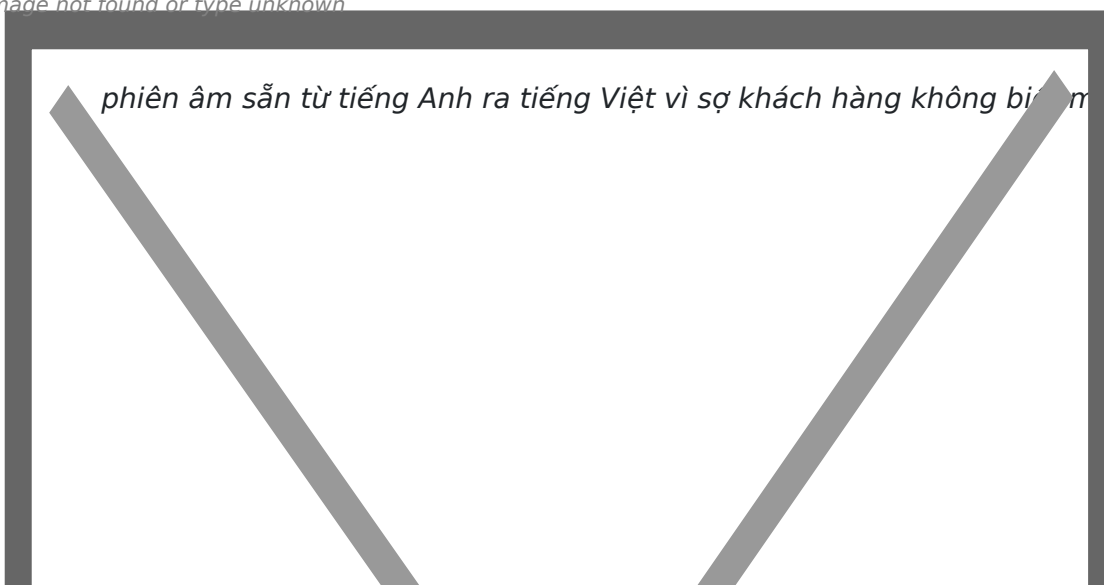 not found or type unknown
phiên âm sẵn từ tiếng Anh ra tiếng Việt vì sợ khách hàng không